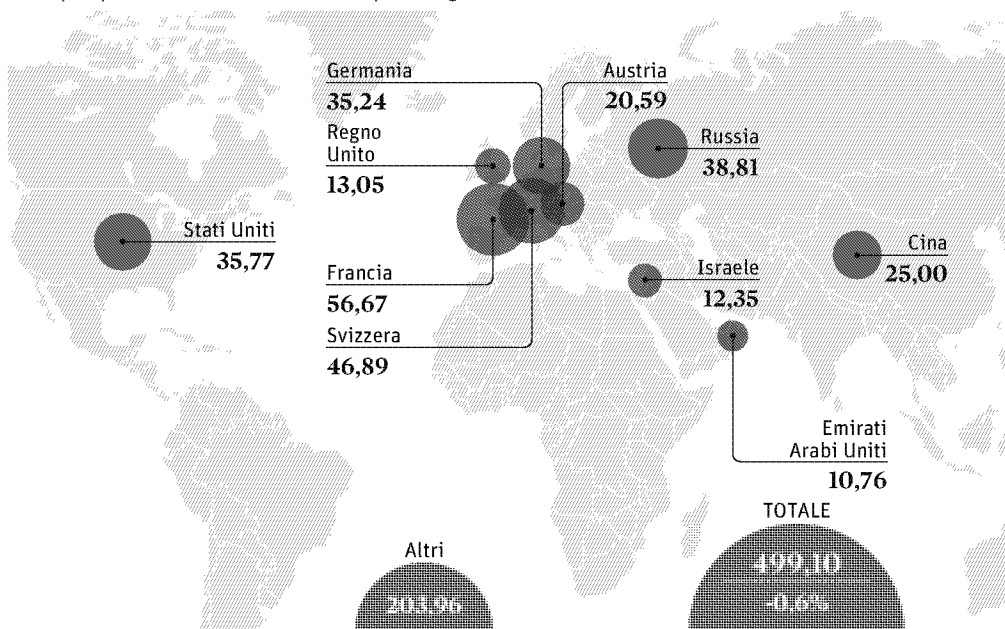 Germania
35,24
Austria
20,59
Regno
Unito
13,05
Russia
38,81
Stati Uniti
35,77
Cina
25,00
Israele
12,35
Francia
56,67
Svizzera
46,89
Emirati
Arabi Uniti
10,76
TOTALE
499,10
-0,6%
Altri
203,96